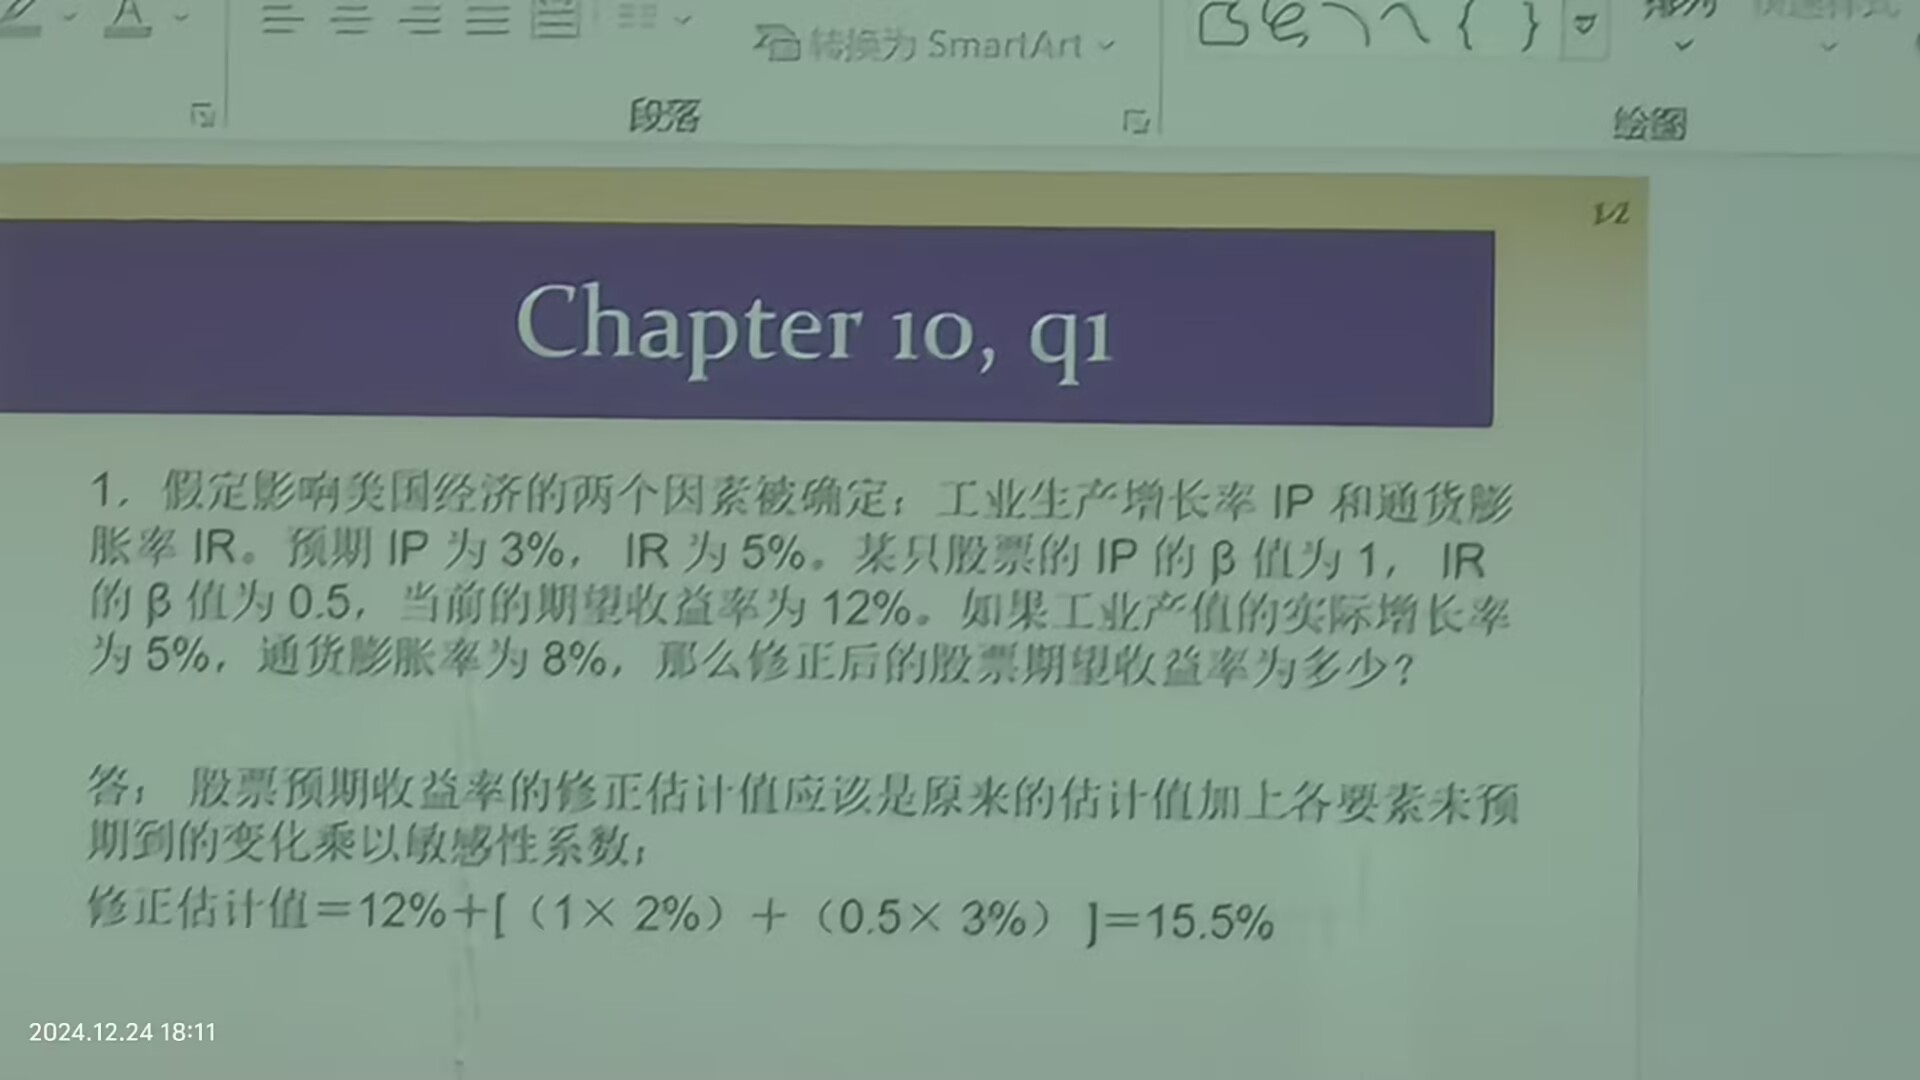 A
转换为 SmartArt
段落
绘图
12
Chapter 10, q1
1. 假定影响美国经济的两个因素被确定：工业生产增长率 IP 和通货膨
胀率 IR。预期 IP 为 3%， IR 为 5%。某只股票的 IP 的 β 值为 1， IR
的 β 值为 0.5，当前的期望收益率为 12%。如果工业产值的实际增长率
为 5%，通货膨胀率为 8%，那么修正后的股票期望收益率为多少？
答： 股票预期收益率的修正估计值应该是原来的估计值加上各要素未预
期到的变化乘以敏感性系数：
修正估计值＝12%＋[（1× 2%）＋（0.5× 3%） ]＝15.5%
2024.12.24 18:11